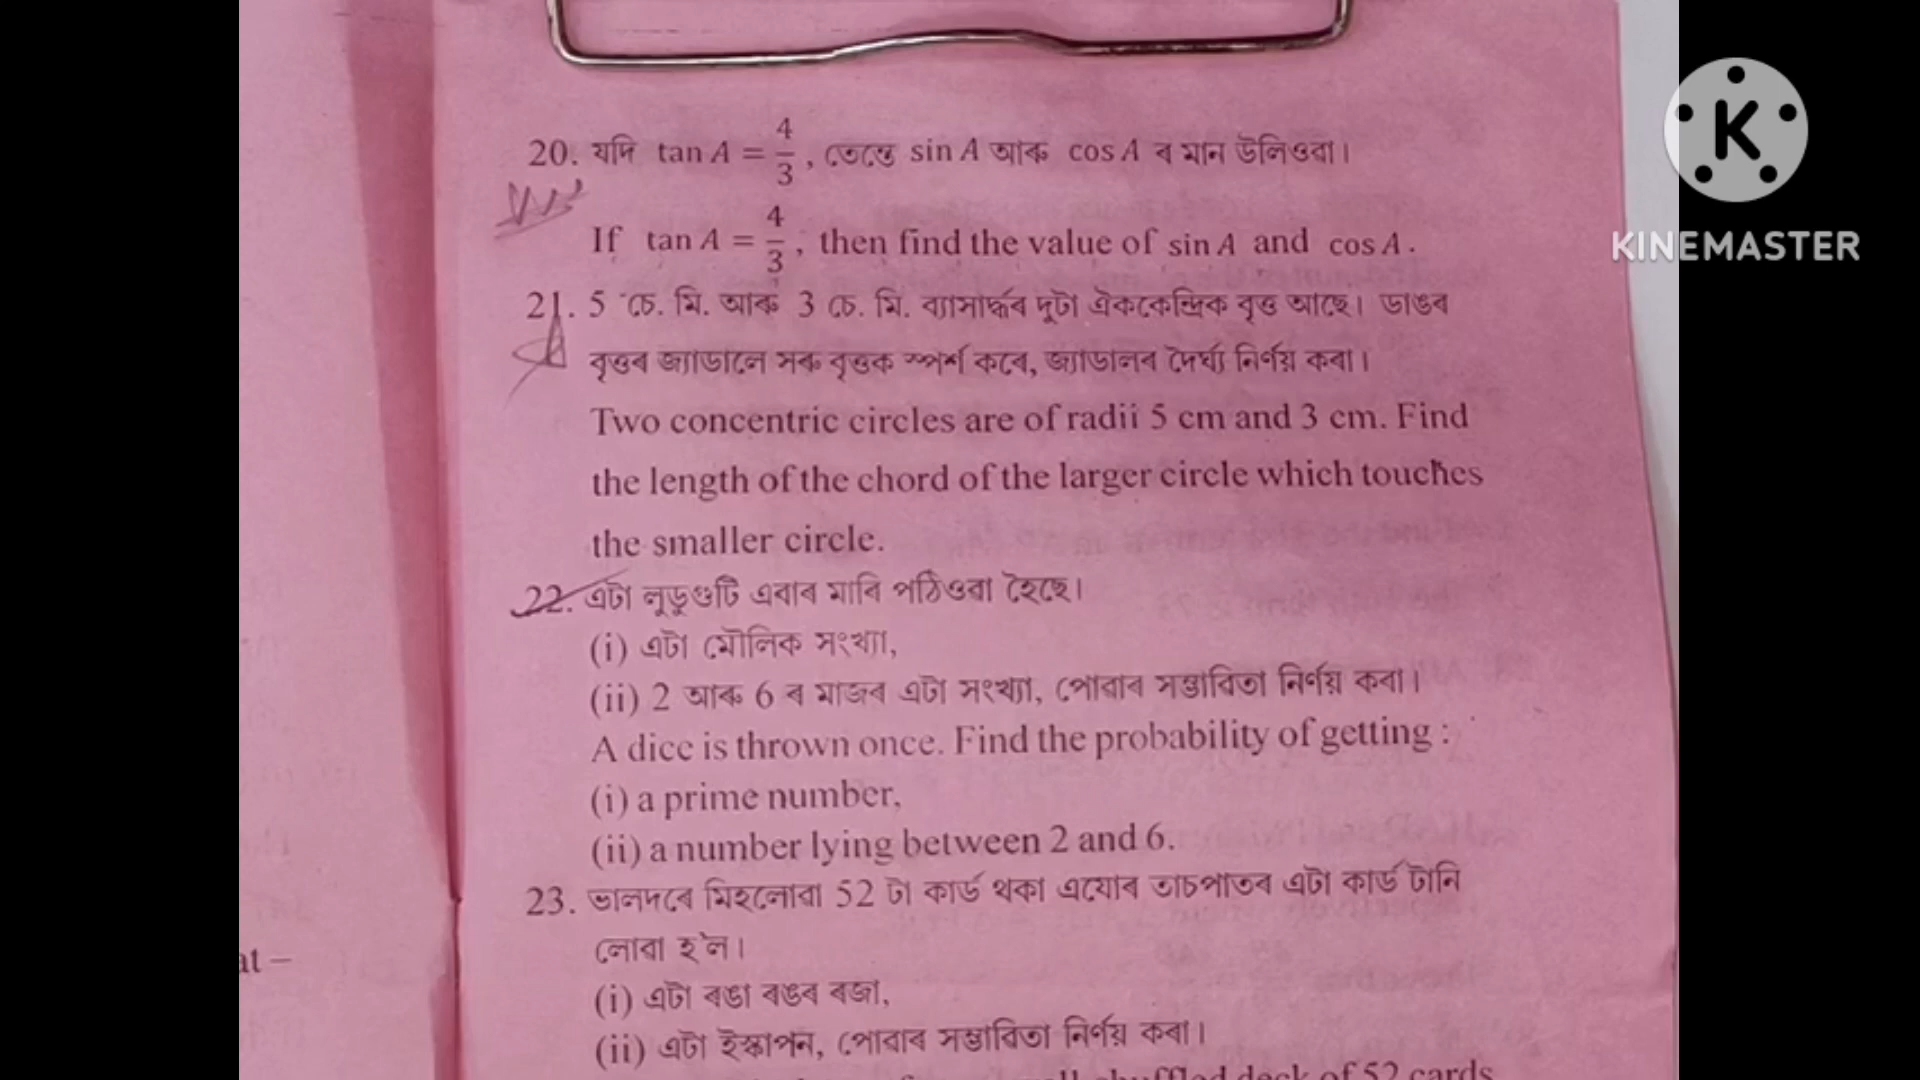 20. যদি tan A = 4/3, তেন্তে sin A আৰু cos A ৰ মান উলিওৱা।
If tan A = 4/3, then find the value of sin A and cos A.
21. 5 চে. মি. আৰু 3 চে. মি. ব্যাসাৰ্দ্ধৰ দুটা ঐককেন্দ্ৰিক বৃত্ত আছে। ডাঙৰ
বৃত্তৰ জ্যাডালে সৰু বৃত্তক স্পৰ্শ কৰে, জ্যাডালৰ দৈৰ্ঘ্য নিৰ্ণয় কৰা।
Two concentric circles are of radii 5 cm and 3 cm. Find
the length of the chord of the larger circle which touches
the smaller circle.
22. এটা লুডুগুটি এবাৰ মাৰি পঠিওৱা হৈছে।
(i) এটা মৌলিক সংখ্যা,
(ii) 2 আৰু 6 ৰ মাজৰ এটা সংখ্যা, পোৱাৰ সম্ভাৱিতা নিৰ্ণয় কৰা।
A dice is thrown once. Find the probability of getting :
(i) a prime number,
(ii) a number lying between 2 and 6.
23. ভালদৰে মিহলোৱা 52 টা কাৰ্ড থকা এযোৰ তাচপাতৰ এটা কাৰ্ড টানি
লোৱা হ'ল।
(i) এটা ৰঙা ৰঙৰ ৰজা,
(ii) এটা ইস্কাপন, পোৱাৰ সম্ভাৱিতা নিৰ্ণয় কৰা।
shuffled deck of 52 cards
at –
K
KINEMASTER